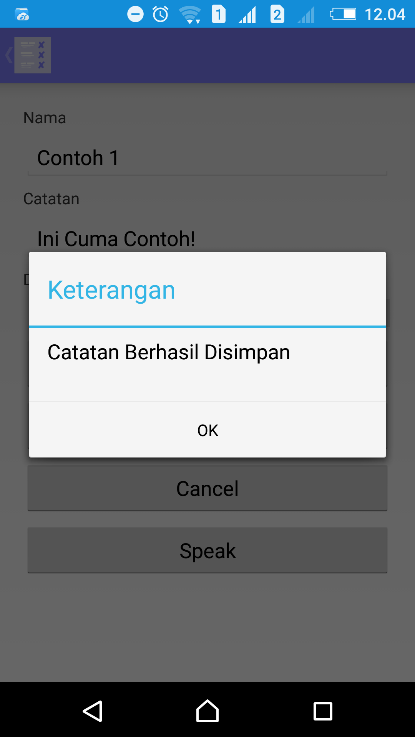 1
2
12.04
Nama
Contoh 1
Catatan
Ini Cuma Contoh!
Keterangan
Catatan Berhasil Disimpan
OK
Cancel
Speak